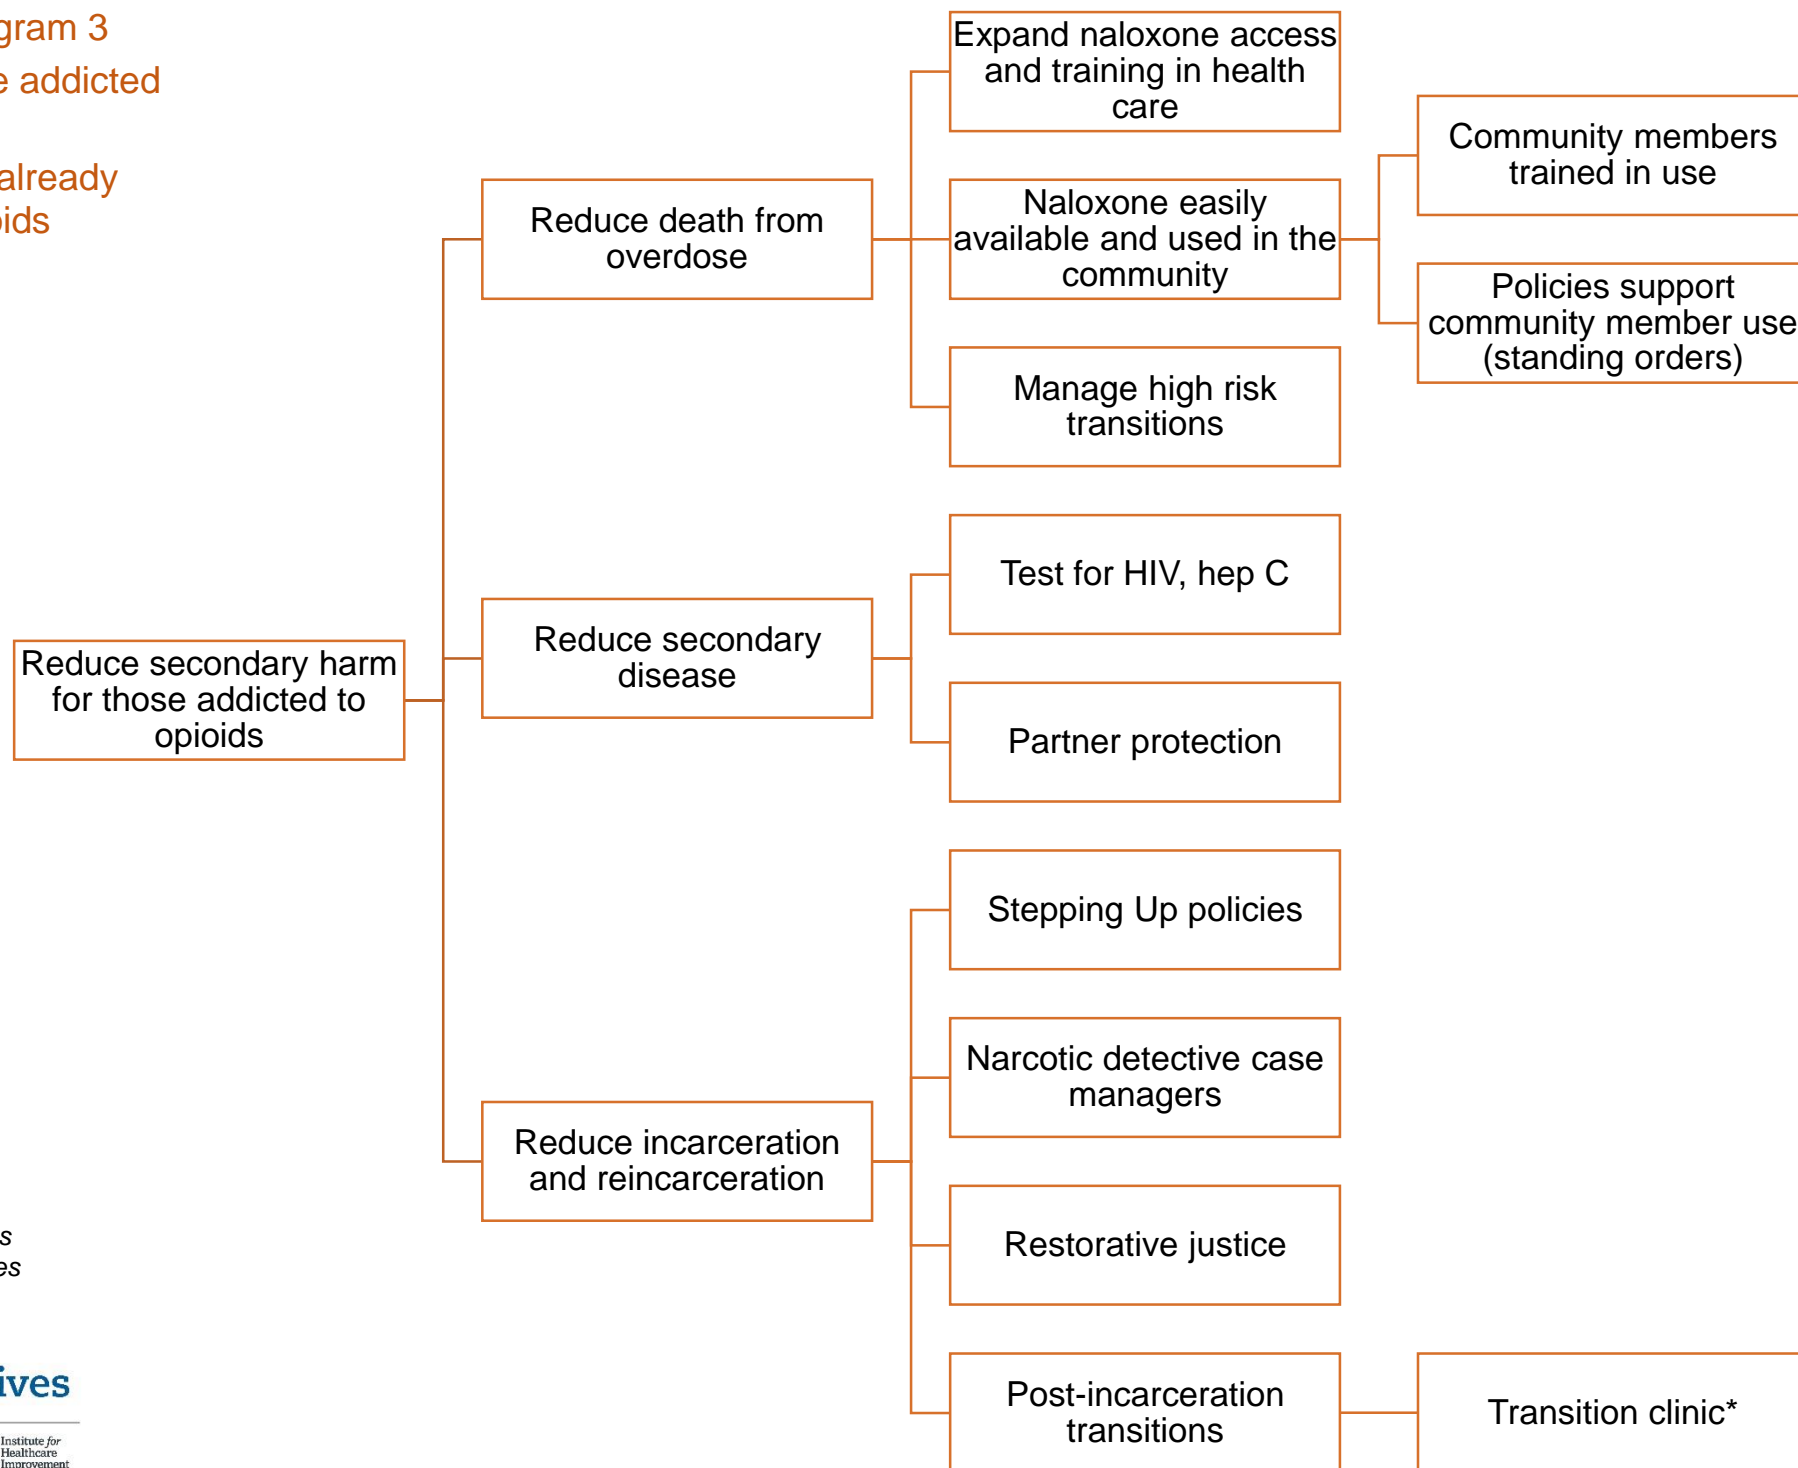 gram 3
e addicted
already
oids
Reduce secondary harm
for those addicted to
opioids
Reduce death from
overdose
Expand naloxone access
and training in health
care
Naloxone easily
available and used in the
community
Community members
trained in use
Policies support
community member use
(standing orders)
Manage high risk
transitions
Reduce secondary
disease
Test for HIV, hep C
Partner protection
Reduce incarceration
and reincarceration
Stepping Up policies
Narcotic detective case
managers
Restorative justice
Post-incarceration
transitions
Transition clinic*
s
es
ives
Institute for
Healthcare
Improvement